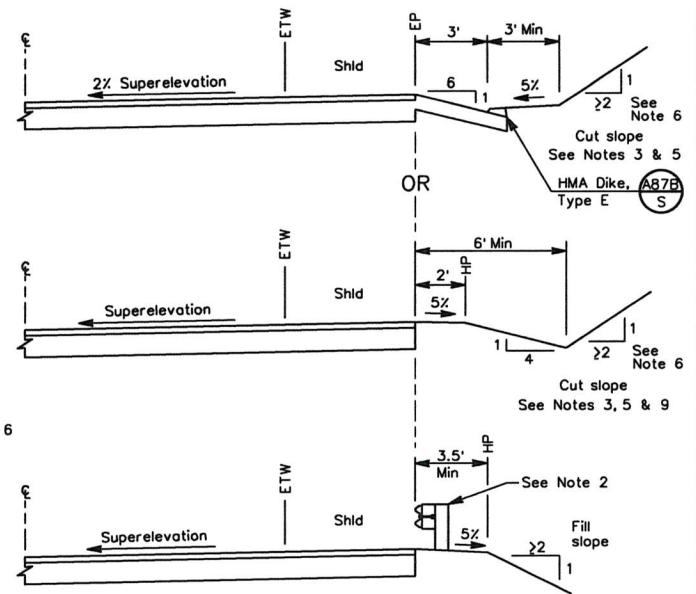 ℄
ETW
EP
3'
3' Min
Shld
2% Superelevation
6
1
5%
1
≥2
See
Note 6
Cut slope
See Notes 3 & 5
HMA Dike,
Type E
A87B
S
OR
6' Min
℄
ETW
HP
2'
Shld
Superelevation
5%
1
4
1
≥2
See
Note 6
Cut slope
See Notes 3, 5 & 9
6
℄
ETW
HP
3.5'
Min
See Note 2
Shld
Superelevation
5%
Fill
slope
≥2
1